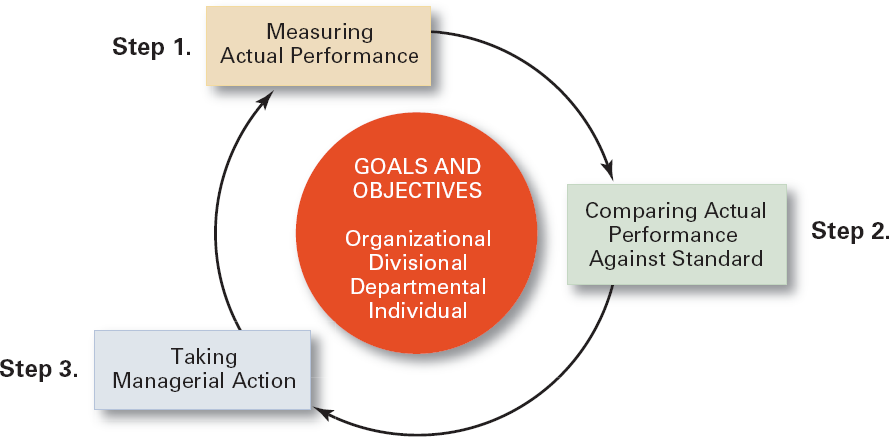 Step 1.
Measuring
Actual Performance
GOALS AND
OBJECTIVES
Organizational
Divisional
Departmental
Individual
Comparing Actual
Performance
Against Standard
Step 2.
Step 3.
Taking
Managerial Action